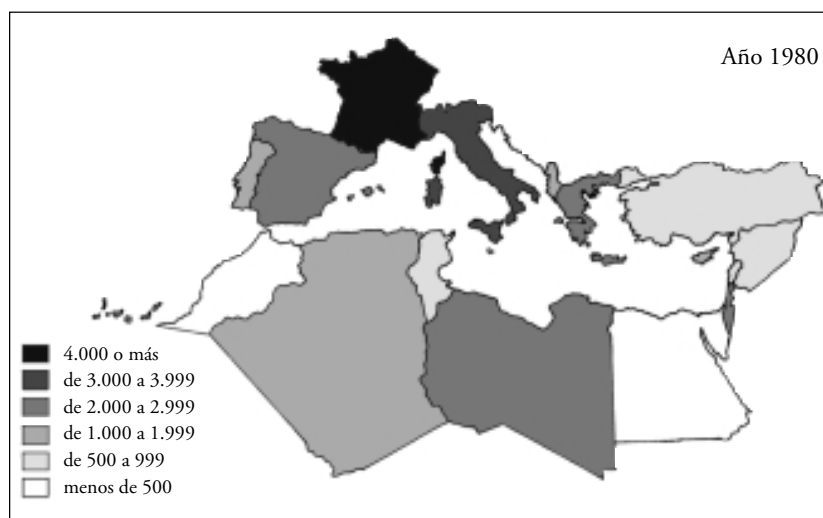 Año 1980
4.000 o más
de 3.000 a 3.999
de 2.000 a 2.999
de 1.000 a 1.999
de 500 a 999
menos de 500